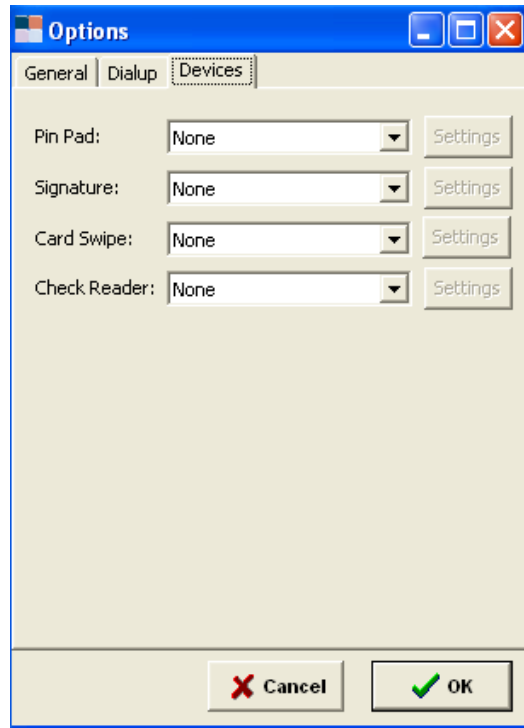 Options
General Dialup Devices
Pin Pad: None Settings
Signature: None Settings
Card Swipe: None Settings
Check Reader: None Settings
Cancel OK